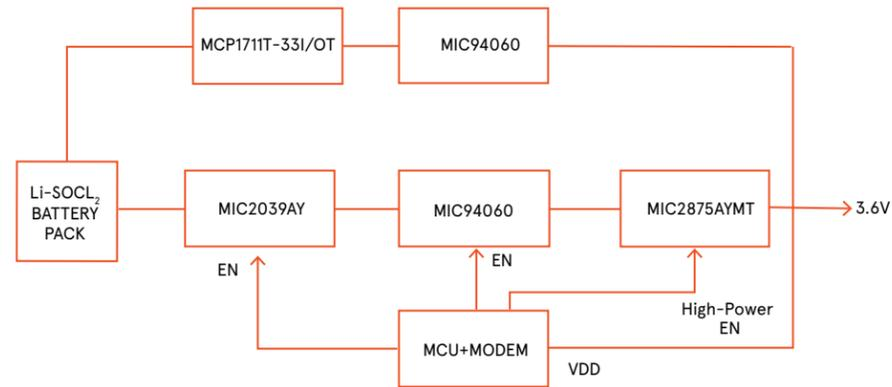 MCP1711T-33I/OT
MIC94060
Li-SOCL₂
BATTERY
PACK
MIC2039AY
MIC94060
MIC2875AYMT
3.6V
EN
EN
High-Power
EN
MCU+MODEM
VDD